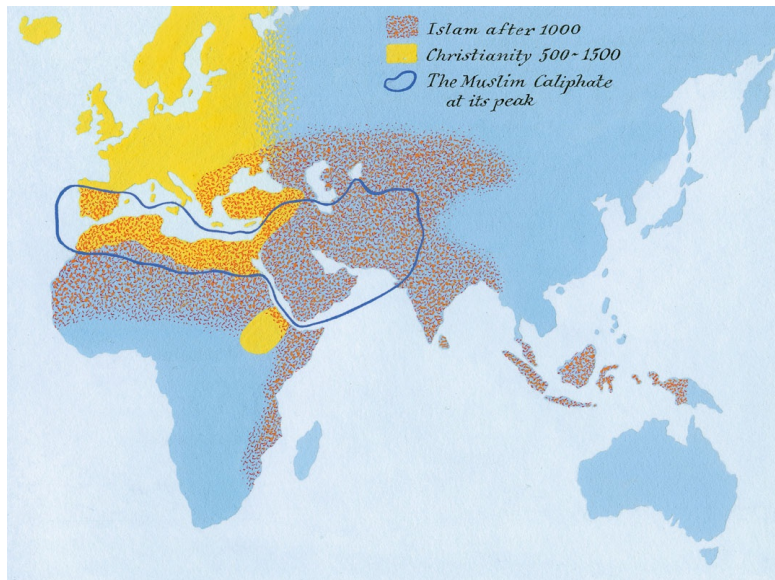 Islam after 1000
Christianity 500-1500
The Muslim Caliphate
at its peak